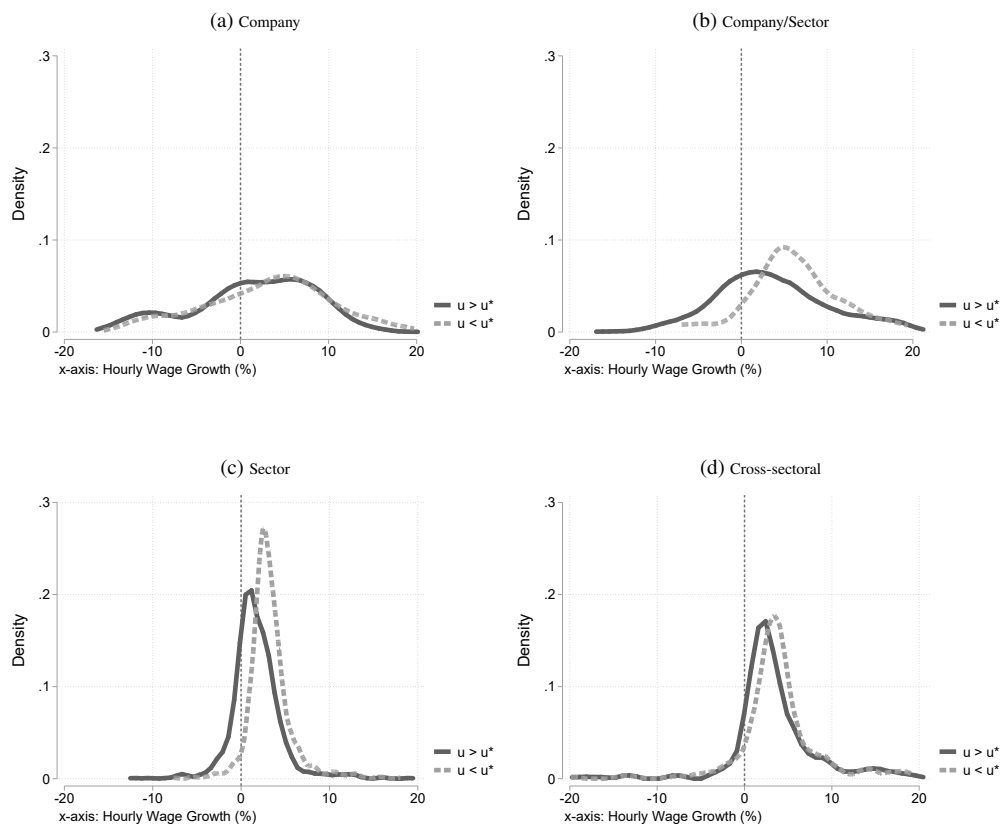 (a) Company
.3
.2
.1
0
Density
-20 -10 0 10 20
x-axis: Hourly Wage Growth (%)
u > u*
u < u*
(b) Company/Sector
.3
.2
.1
0
Density
-20 -10 0 10 20
x-axis: Hourly Wage Growth (%)
u > u*
u < u*
(c) Sector
.3
.2
.1
0
Density
-20 -10 0 10 20
x-axis: Hourly Wage Growth (%)
u > u*
u < u*
(d) Cross-sectoral
.3
.2
.1
0
Density
-20 -10 0 10 20
x-axis: Hourly Wage Growth (%)
u > u*
u < u*